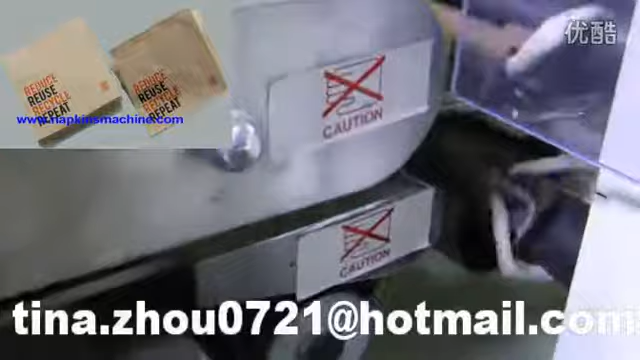 优酷
REDUCE
REUSE
RECYCLE
REPEAT
REDUCE
REUSE
RECYCLE
REPEAT
www.napkinsmachine.com
CAUTION
CAUTION
tina.zhou0721@hotmail.com